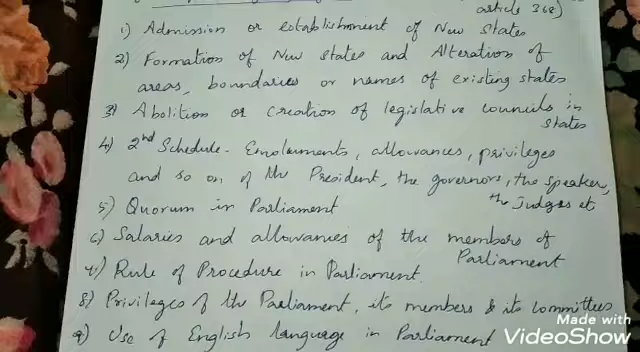 article 368)
1) Admission or establishment of New States
2) Formation of New states and Alteration of
areas, boundaries or names of existing states
3) Abolition or Creation of legislative councils in
states
4) 2nd Schedule - Emoluments, allowances, privileges
and so on of the President, the governors, the speaker,
the Judges et
5) Quorum in Parliament
6) Salaries and allowances of the members of
Parliament
7) Rule of Procedure in Parliament.
8) Privileges of the Parliament, its members & its committees
9) Use of English language in Parliament
Made with
VideoShow